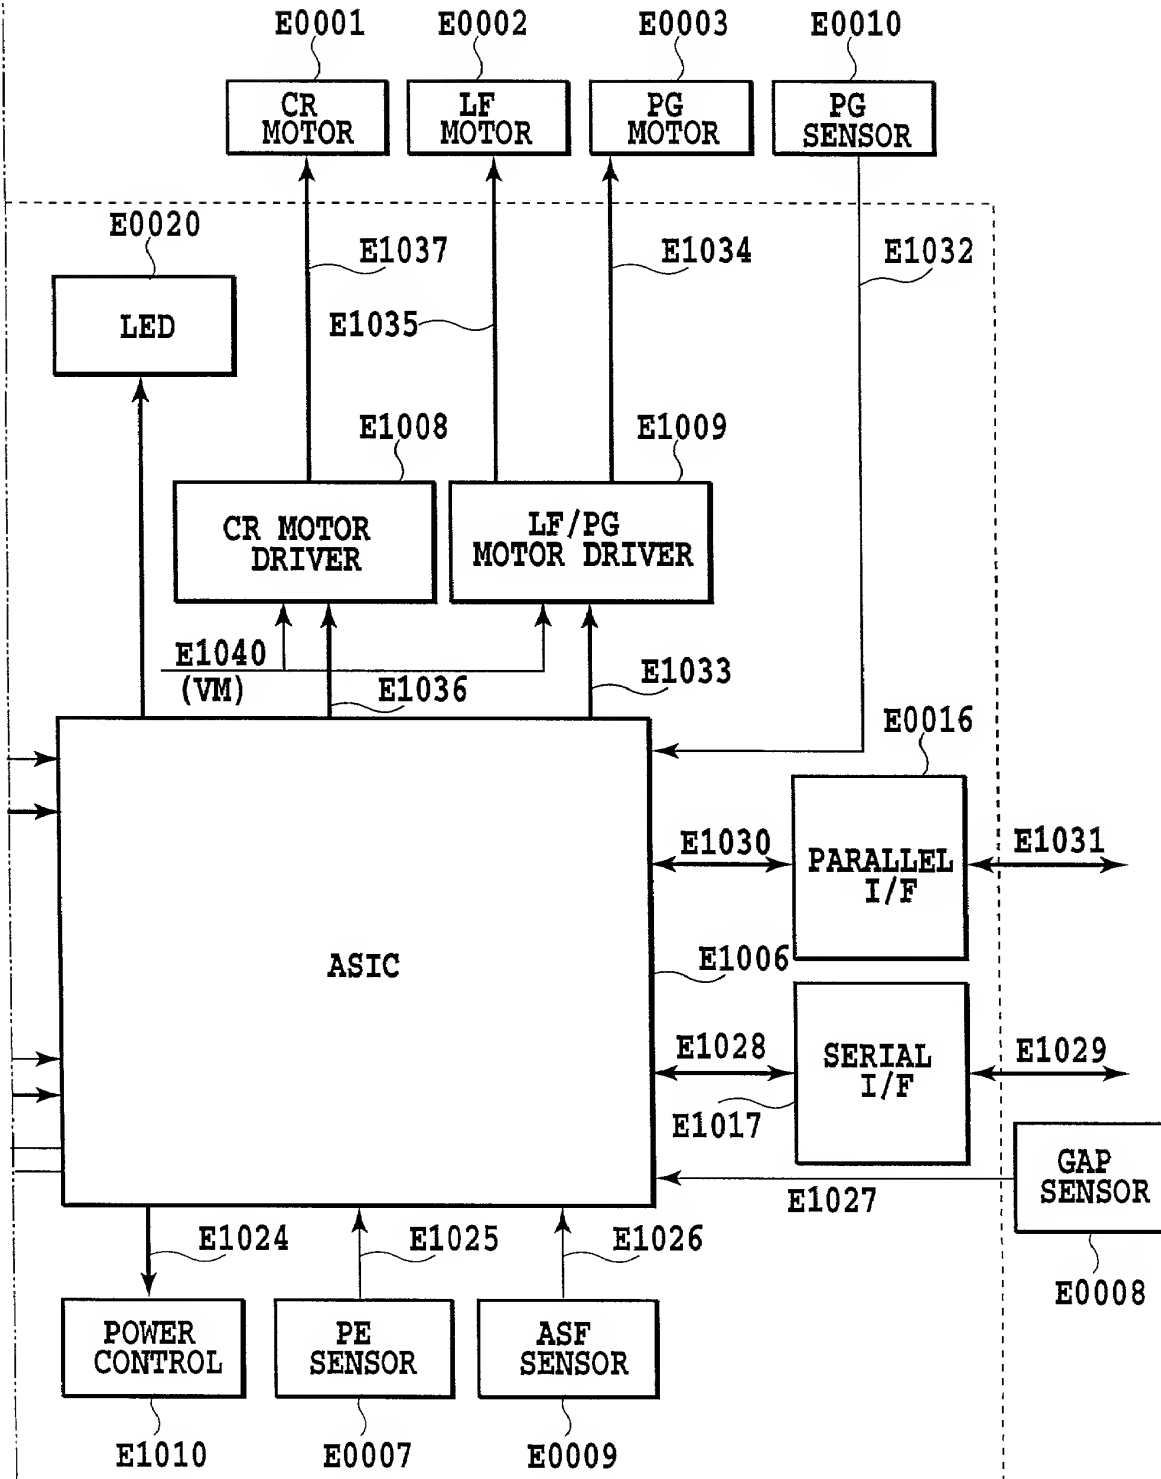 E0001
E0002
E0003
E0010
CR
MOTOR
LF
MOTOR
PG
MOTOR
PG
SENSOR
E0020
E1037
E1034
E1032
LED
E1035
E1008
E1009
CR MOTOR
DRIVER
LF/PG
MOTOR DRIVER
E1040
(VM)
E1036
E1033
E0016
E1030
PARALLEL
I/F
E1031
ASIC
E1006
E1028
SERIAL
I/F
E1029
E1017
GAP
SENSOR
E1027
E1024
E1025
E1026
E0008
POWER
CONTROL
PE
SENSOR
ASF
SENSOR
E1010
E0007
E0009